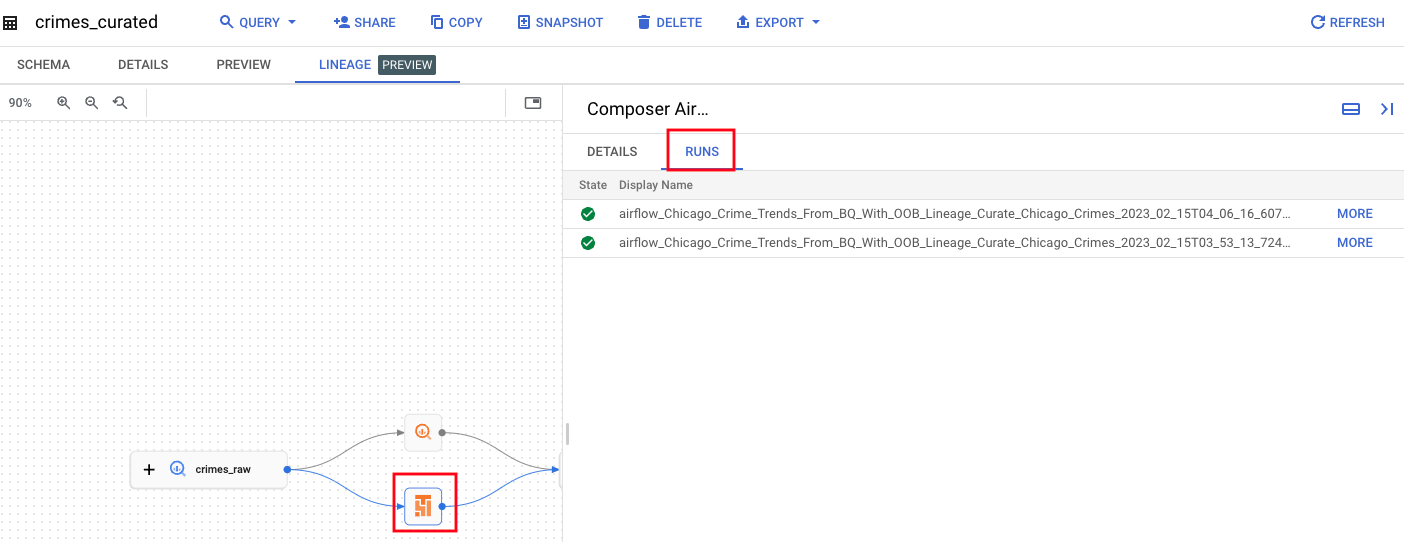 crimes_curated QUERY SHARE COPY SNAPSHOT DELETE EXPORT REFRESH
SCHEMA DETAILS PREVIEW LINEAGE PREVIEW
90%
Composer Air...
DETAILS RUNS
State Display Name
airflow_Chicago_Crime_Trends_From_BQ_With_OOB_Lineage_Curate_Chicago_Crimes_2023_02_15T04_06_16_607... MORE
airflow_Chicago_Crime_Trends_From_BQ_With_OOB_Lineage_Curate_Chicago_Crimes_2023_02_15T03_53_13_724... MORE
crimes_raw